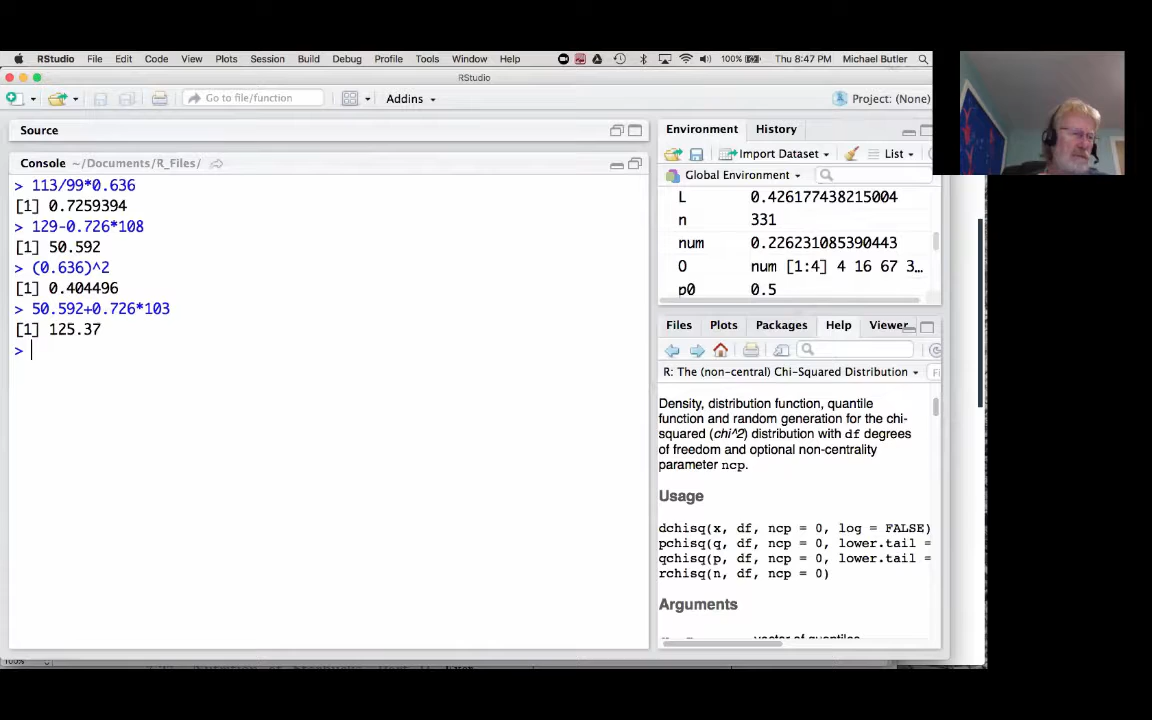 RStudio File Edit Code View Plots Session Build Debug Profile Tools Window Help 100% Thu 8:47 PM Michael Butler
RStudio
Go to file/function Addins Project: (None)
Source
Console ~/Documents/R_Files/
> 113/99*0.636
[1] 0.7259394
> 129-0.726*108
[1] 50.592
> (0.636)^2
[1] 0.404496
> 50.592+0.726*103
[1] 125.37
>
Environment History
Import Dataset List
Global Environment
L 0.426177438215004
n 331
num 0.226231085390443
O num [1:4] 4 16 67 3…
p0 0.5
Files Plots Packages Help Viewer
R: The (non-central) Chi-Squared Distribution Fi
Density, distribution function, quantile
function and random generation for the chi-
squared (chi^2) distribution with df degrees
of freedom and optional non-centrality
parameter ncp.
Usage
dchisq(x, df, ncp = 0, log = FALSE)
pchisq(q, df, ncp = 0, lower.tail =
qchisq(p, df, ncp = 0, lower.tail =
rchisq(n, df, ncp = 0)
Arguments
vector of quantiles
100%